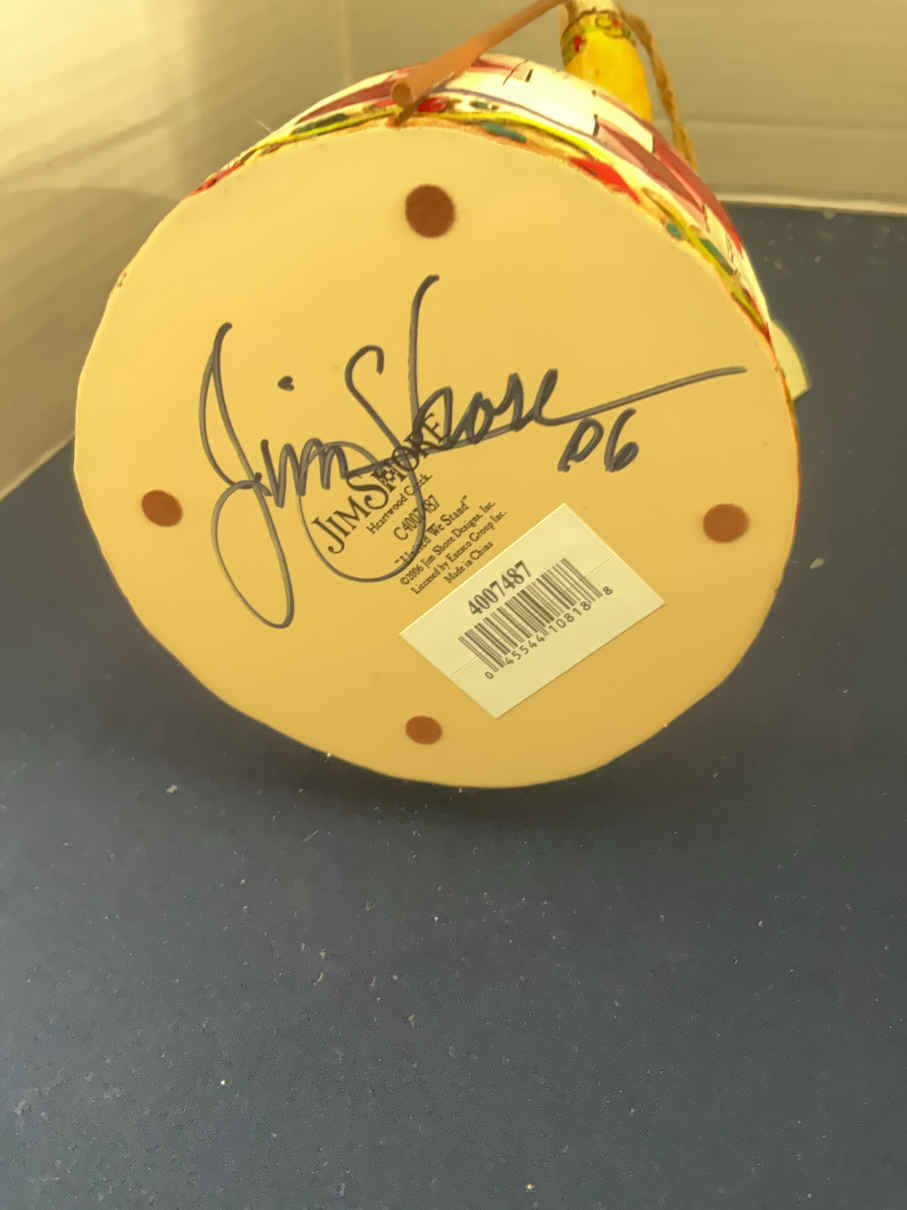 Jim Shore
06
JIM SHORE
Heartwood Creek
C4007487
"United We Stand"
©2006 Jim Shore Designs, Inc.
Licensed by Enesco Group Inc.
Made in China
4007487
0 45544 10818 8